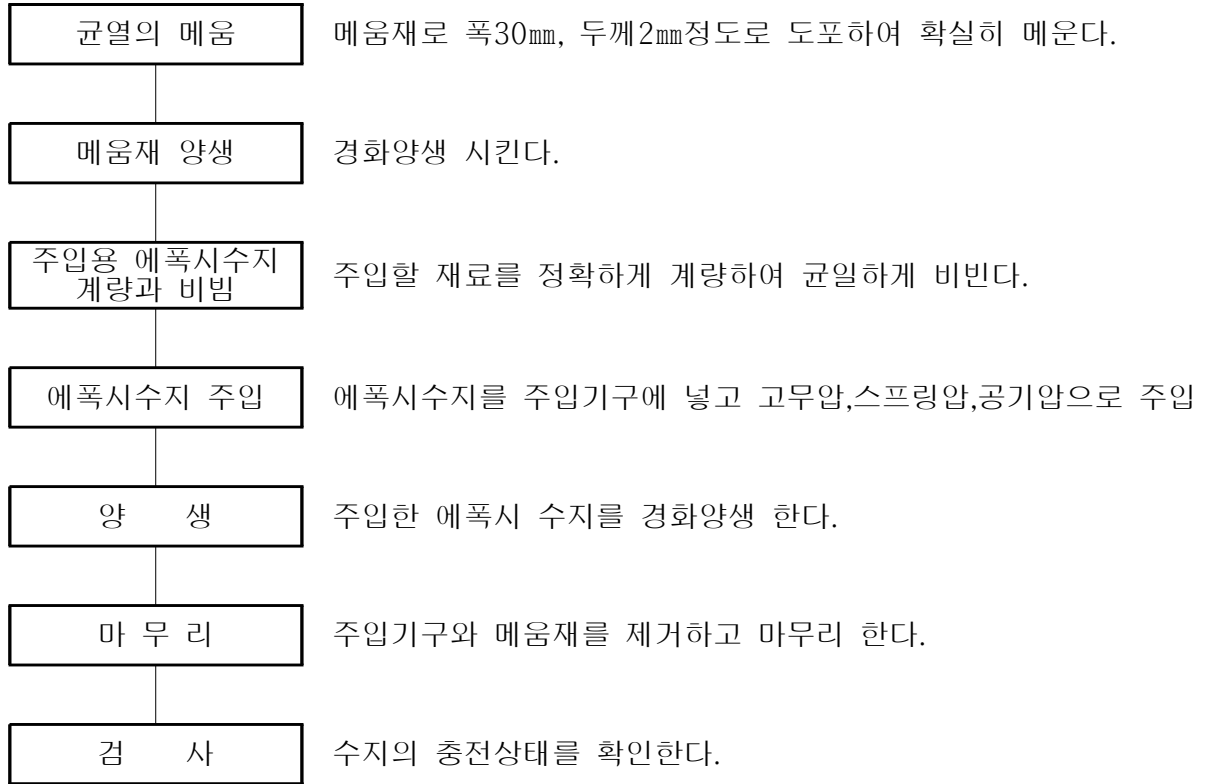 균열의 메움
메움재로 폭30㎜, 두께2㎜정도로 도포하여 확실히 메운다.
메움재 양생
경화양생 시킨다.
주입용 에폭시수지
계량과 비빔
주입할 재료를 정확하게 계량하여 균일하게 비빈다.
에폭시수지 주입
에폭시수지를 주입기구에 넣고 고무압,스프링압,공기압으로 주입
양 생
주입한 에폭시 수지를 경화양생 한다.
마 무 리
주입기구와 메움재를 제거하고 마무리 한다.
검 사
수지의 충전상태를 확인한다.